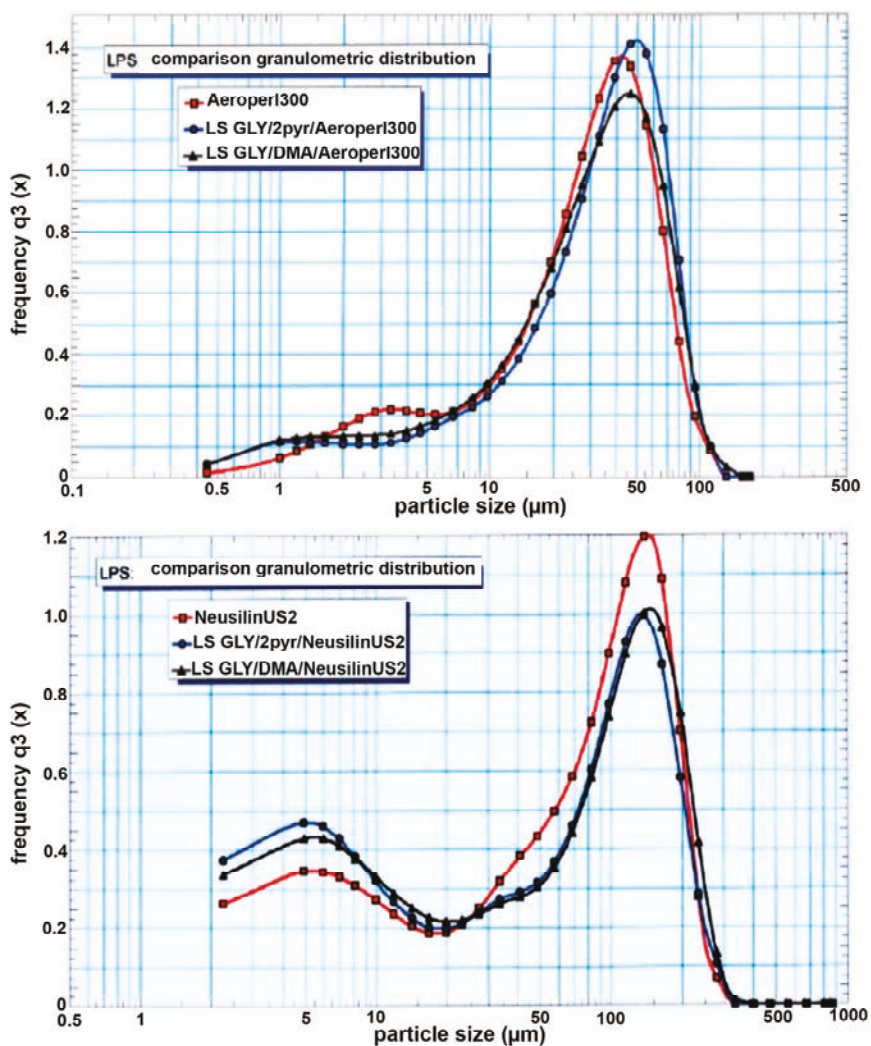 LPS: comparison granulometric distribution
Aeroperl300
LS GLY/2pyr/Aeroperl300
LS GLY/DMA/Aeroperl300
frequency q3 (x)
1.4
1.2
1.0
0.8
0.6
0.4
0.2
0
0.1 0.5 1 5 10 50 100 500
particle size (µm)
LPS: comparison granulometric distribution
NeusilinUS2
LS GLY/2pyr/NeusilinUS2
LS GLY/DMA/NeusilinUS2
frequency q3 (x)
1.2
1.0
0.8
0.6
0.4
0.2
0
0.5 1 5 10 50 100 500 1000
particle size (µm)